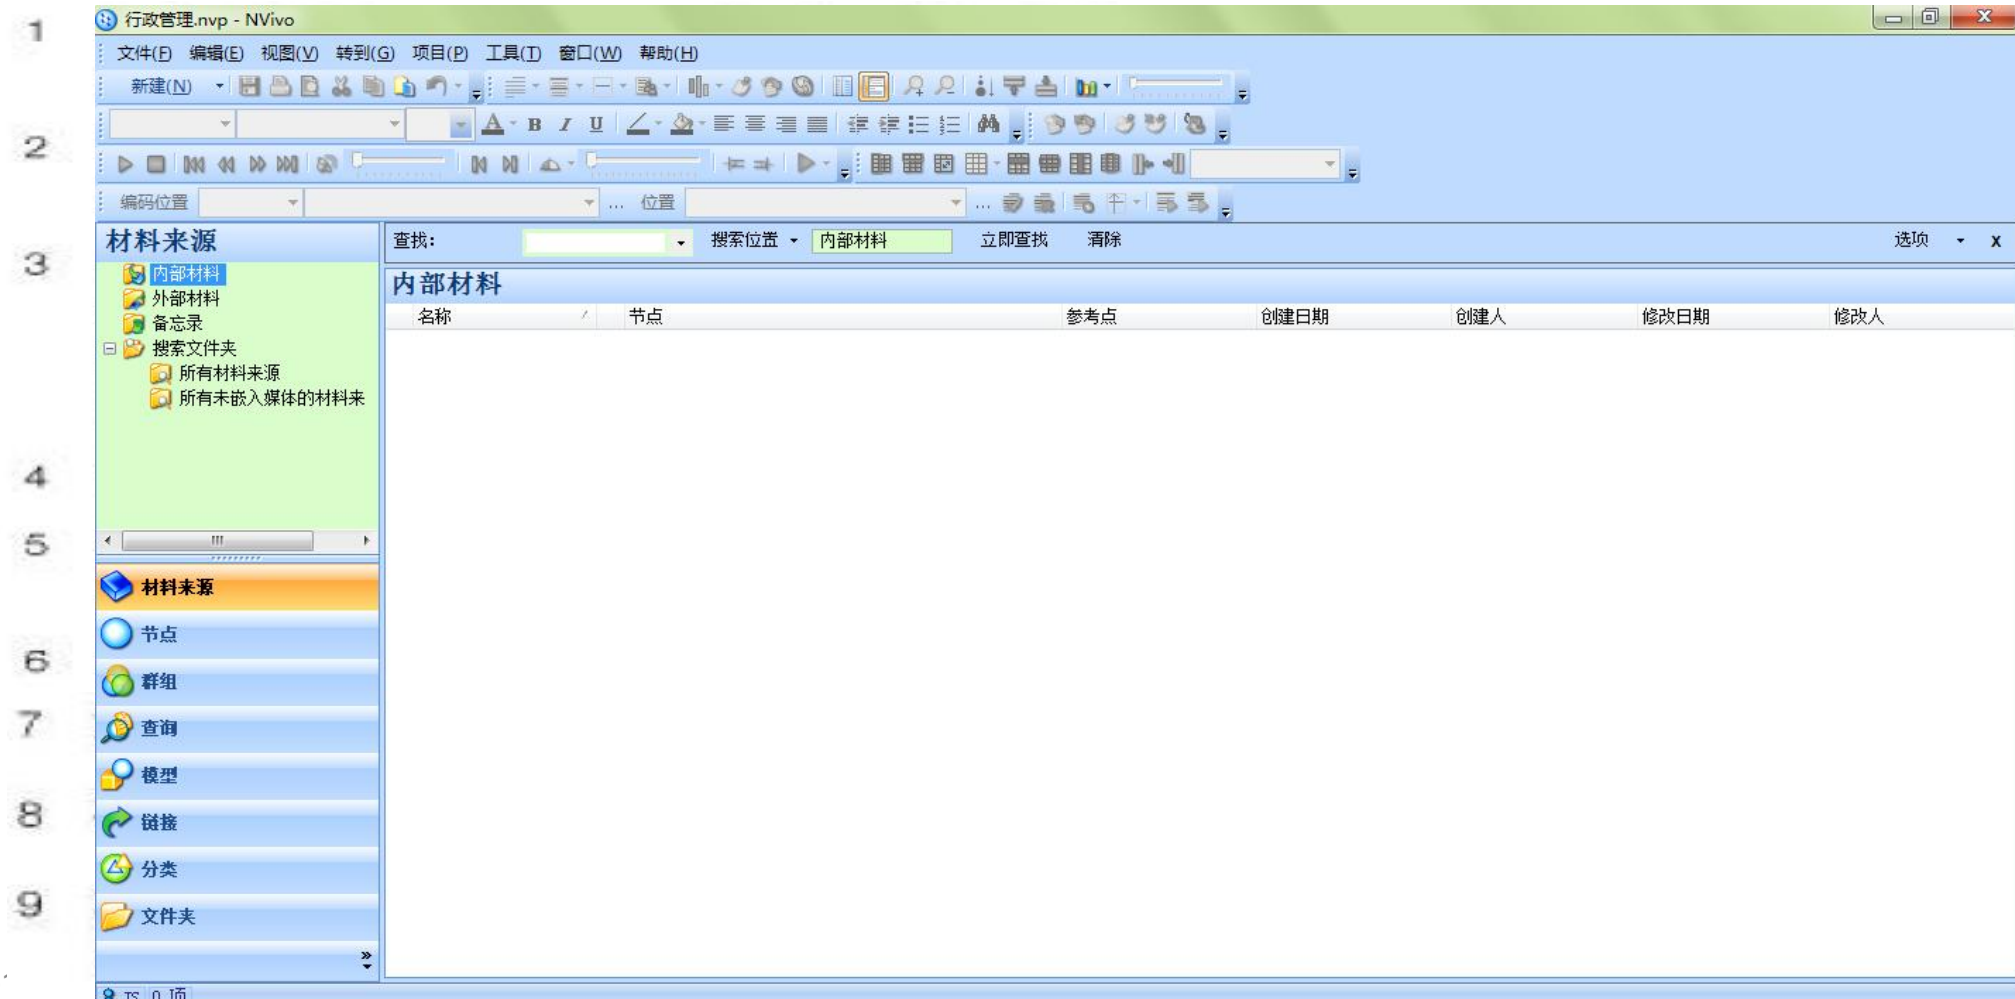 1
行政管理.nvp - NVivo
文件(F) 编辑(E) 视图(V) 转到(G) 项目(P) 工具(T) 窗口(W) 帮助(H)
新建(N)
A B I U
2
编码位置 ... 位置 ...
材料来源
查找: 搜索位置 内部材料 立即查找 清除 选项 x
3
内部材料
外部材料
备忘录
搜索文件夹
所有材料来源
所有未嵌入媒体的材料来
内部材料
名称 节点 参考点 创建日期 创建人 修改日期 修改人
4
5
材料来源
节点
6
群组
7
查询
模型
8
链接
分类
9
文件夹
TS 0 项